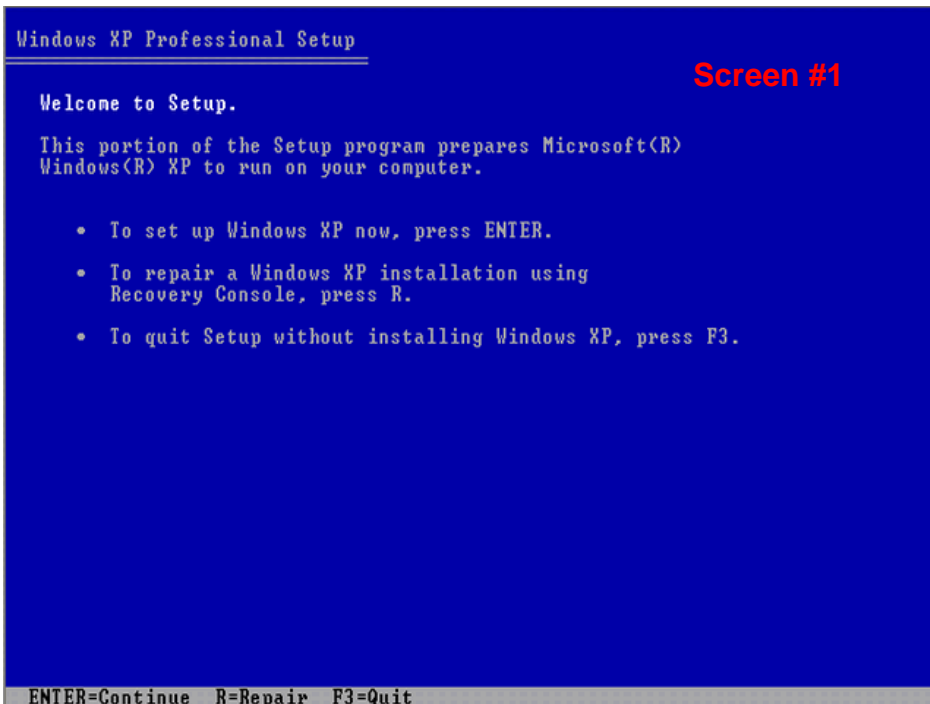 Windows XP Professional Setup
Screen #1
Welcome to Setup.
This portion of the Setup program prepares Microsoft(R)
Windows(R) XP to run on your computer.
• To set up Windows XP now, press ENTER.
• To repair a Windows XP installation using
Recovery Console, press R.
• To quit Setup without installing Windows XP, press F3.
ENTER=Continue R=Repair F3=Quit